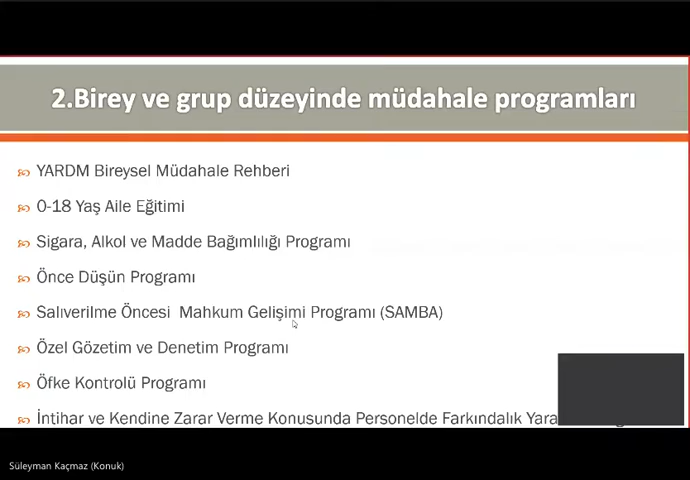 2.Birey ve grup düzeyinde müdahale programları
YARDM Bireysel Müdahale Rehberi
0-18 Yaş Aile Eğitimi
Sigara, Alkol ve Madde Bağımlılığı Programı
Önce Düşün Programı
Salıverilme Öncesi  Mahkum Gelişimi Programı (SAMBA)
Özel Gözetim ve Denetim Programı
Öfke Kontrolü Programı
İntihar ve Kendine Zarar Verme Konusunda Personelde Farkındalık
Süleyman Kaçmaz (Konuk)